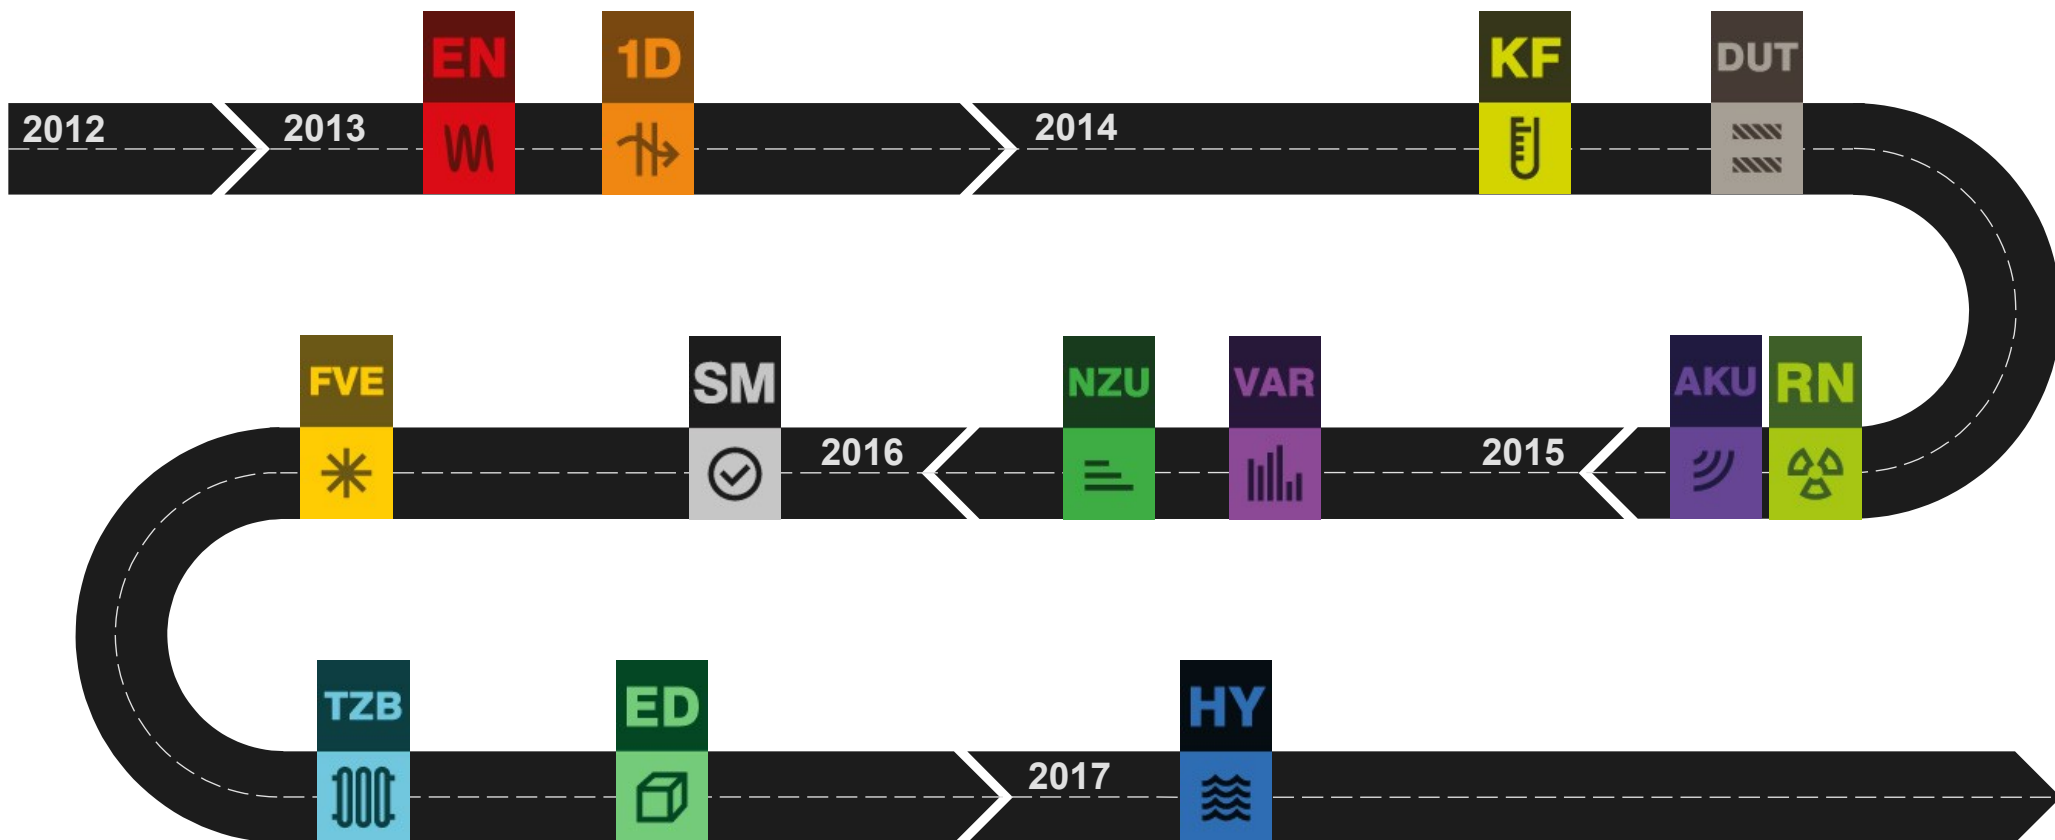 EN
1D
KF
DUT
2012
2013
2014
FVE
SM
NZU
VAR
AKU
RN
2016
2015
TZB
ED
HY
2017